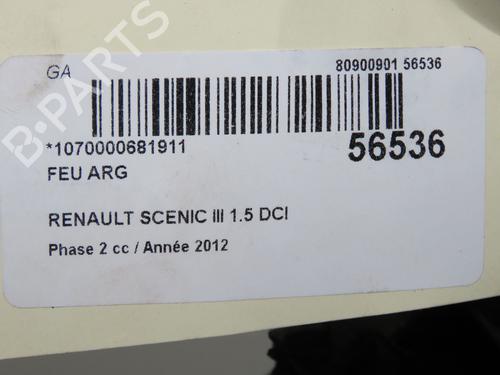 GA
80900901 56536
*1070000681911
56536
FEU ARG
RENAULT SCENIC III 1.5 DCI
Phase 2 cc / Année 2012
B-PARTS